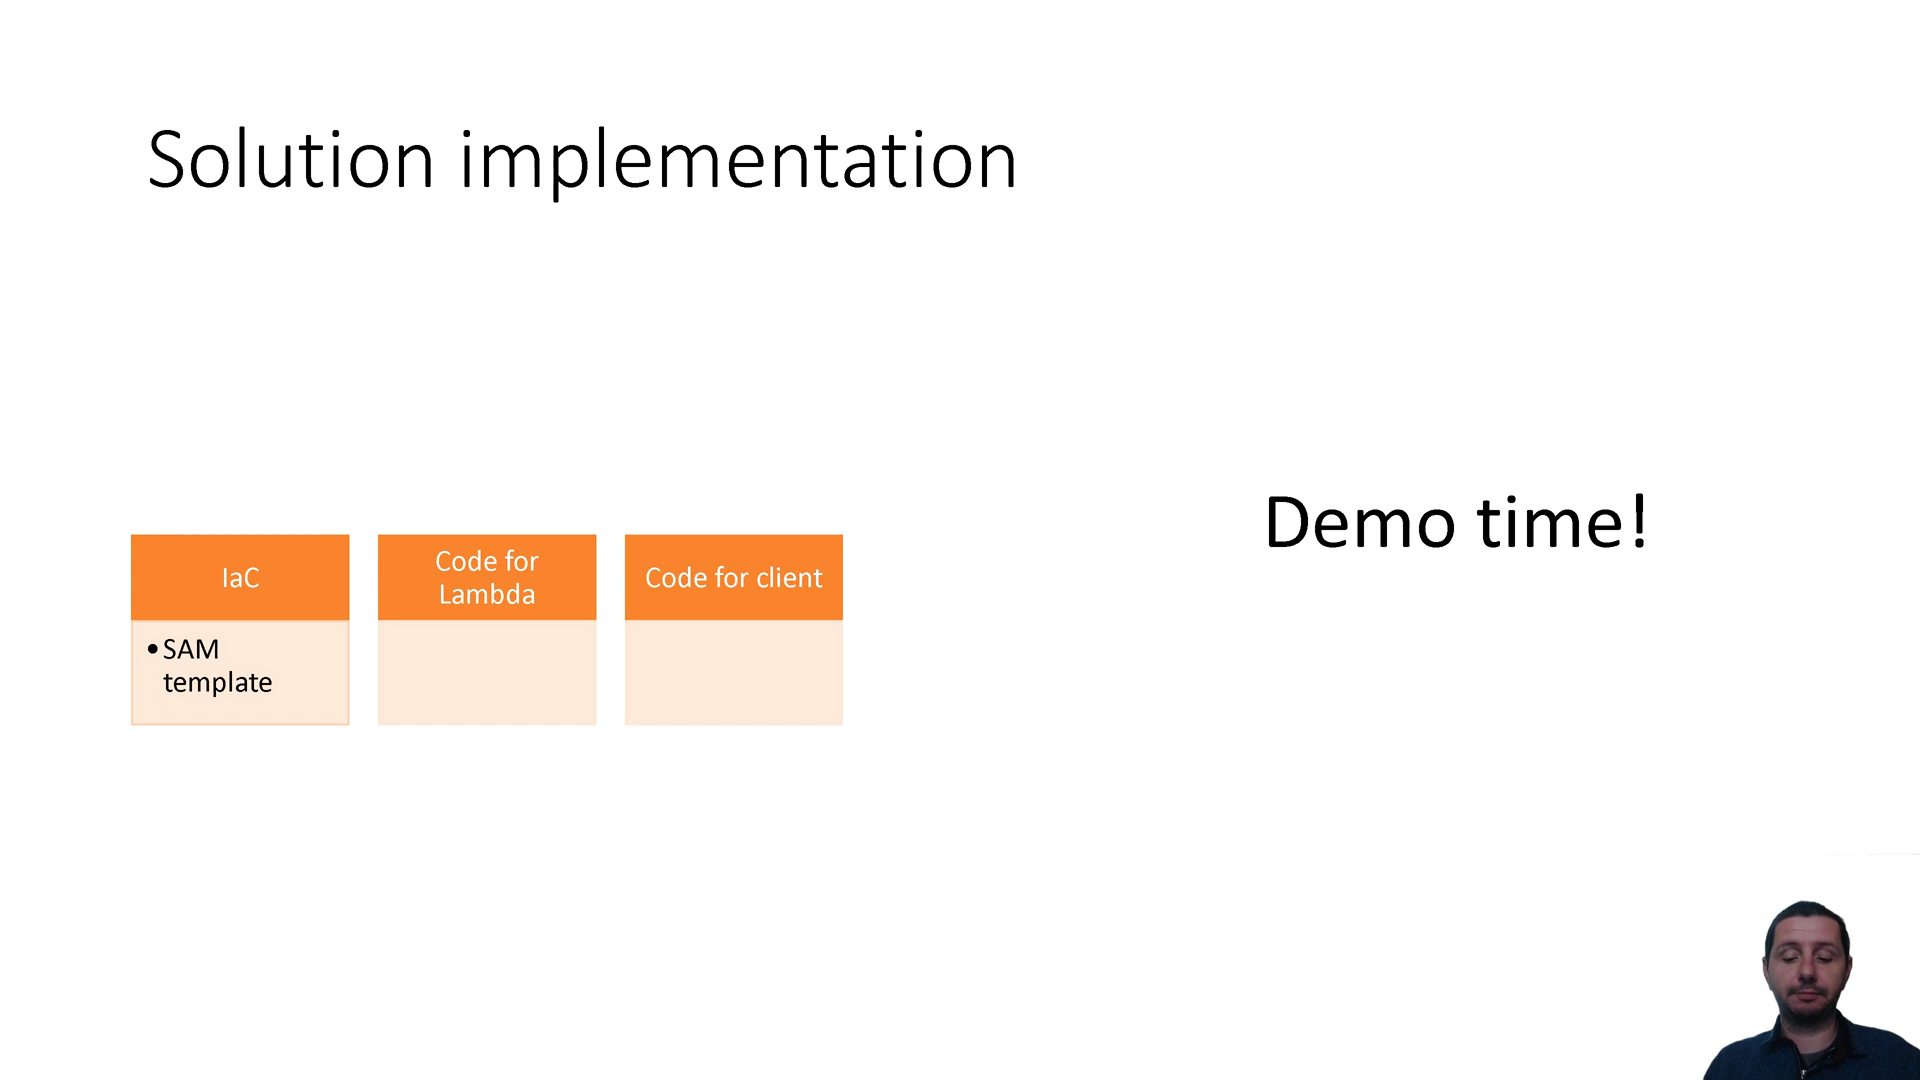 Solution implementation
IaC
• SAM
template
Code for
Lambda
Code for client
Demo time!